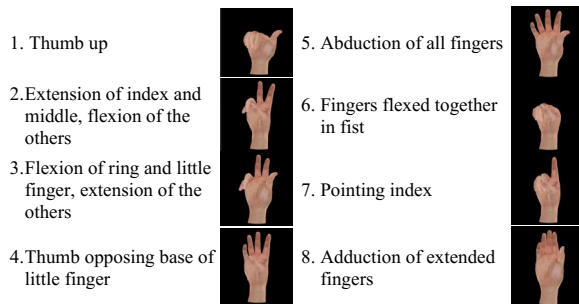 1. Thumb up
2.Extension of index and
middle, flexion of the
others
3.Flexion of ring and little
finger, extension of the
others
4.Thumb opposing base of
little finger
5. Abduction of all fingers
6. Fingers flexed together
in fist
7. Pointing index
8. Adduction of extended
fingers